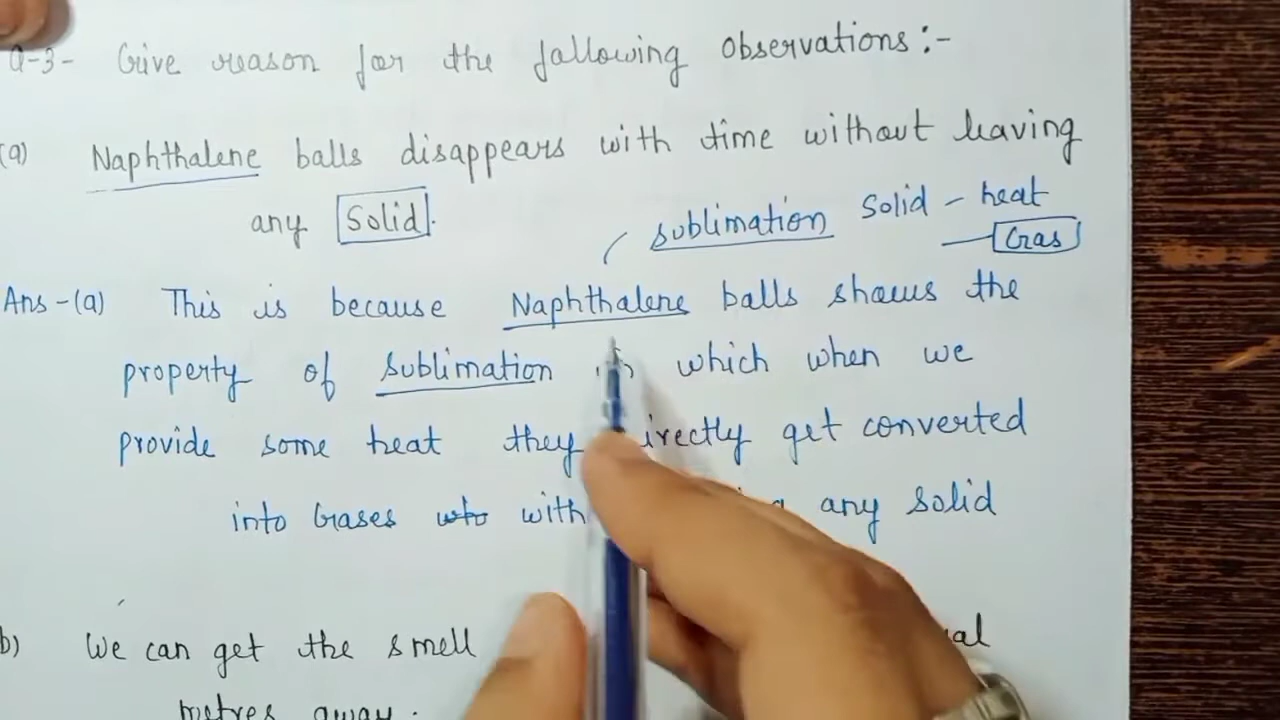 Q-3- Give reason for the following observations:-
(a) Naphthalene balls disappears with time without leaving
any Solid.
sublimation Solid - heat
Gas
Ans-(a) This is because Naphthalene balls shows the
property of Sublimation which when we
provide some heat they directly get converted
into Gases any solid
b) We can get the smell
metres away.